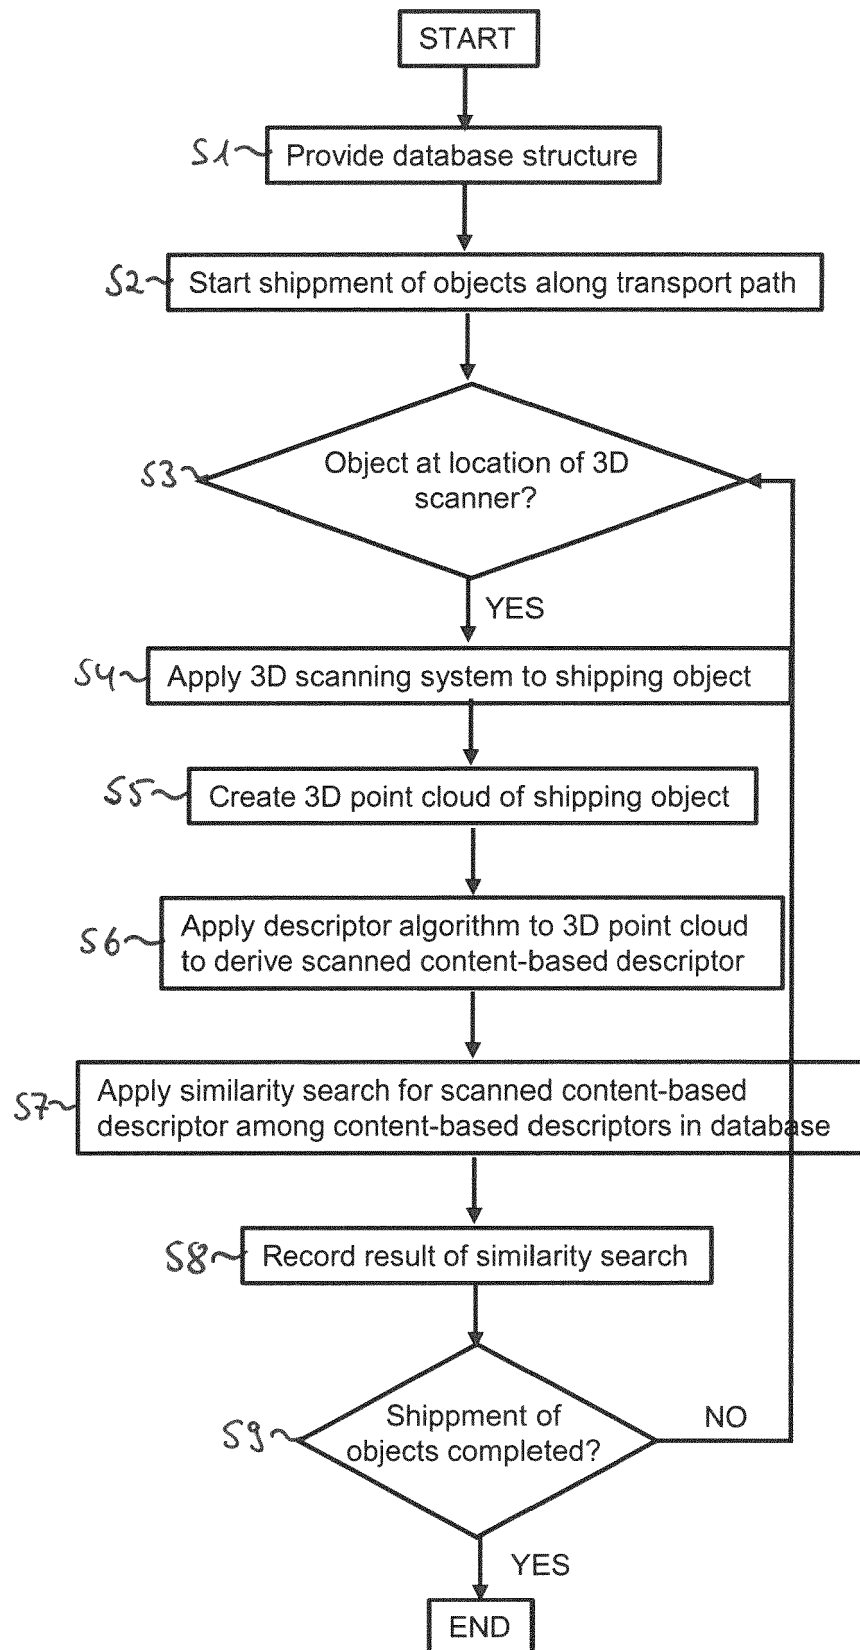 START
S1 Provide database structure
S2 Start shippment of objects along transport path
S3 Object at location of 3D
scanner?
YES
S4 Apply 3D scanning system to shipping object
S5 Create 3D point cloud of shipping object
S6 Apply descriptor algorithm to 3D point cloud
to derive scanned content-based descriptor
S7 Apply similarity search for scanned content-based
descriptor among content-based descriptors in database
S8 Record result of similarity search
S9 Shippment of
objects completed?
NO
YES
END